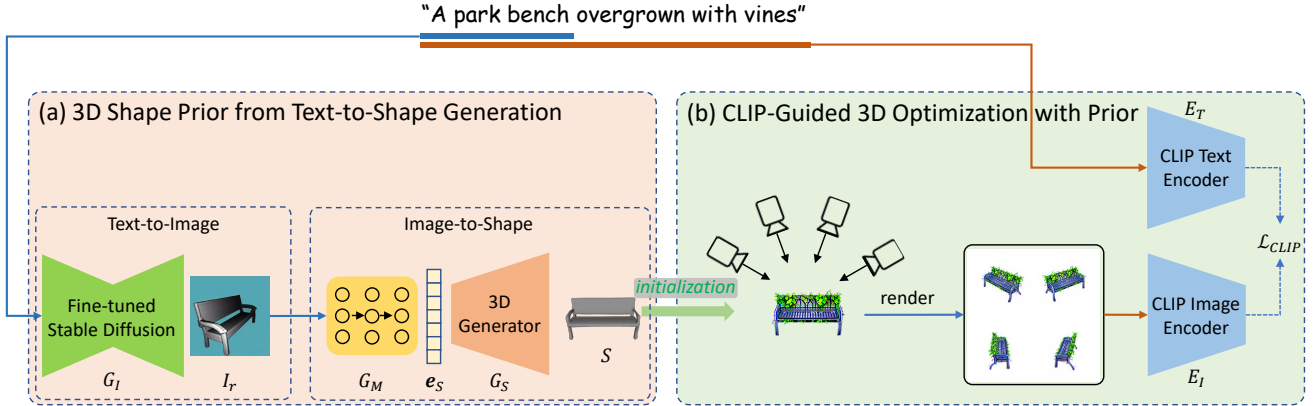 “A park bench overgrown with vines”
(a) 3D Shape Prior from Text-to-Shape Generation
Text-to-Image
Fine-tuned
Stable Diffusion
G_I
I_r
Image-to-Shape
G_M
e_S
3D
Generator
G_S
S
initialization
(b) CLIP-Guided 3D Optimization with Prior
render
E_T
CLIP Text
Encoder
ℒ_CLIP
CLIP Image
Encoder
E_I